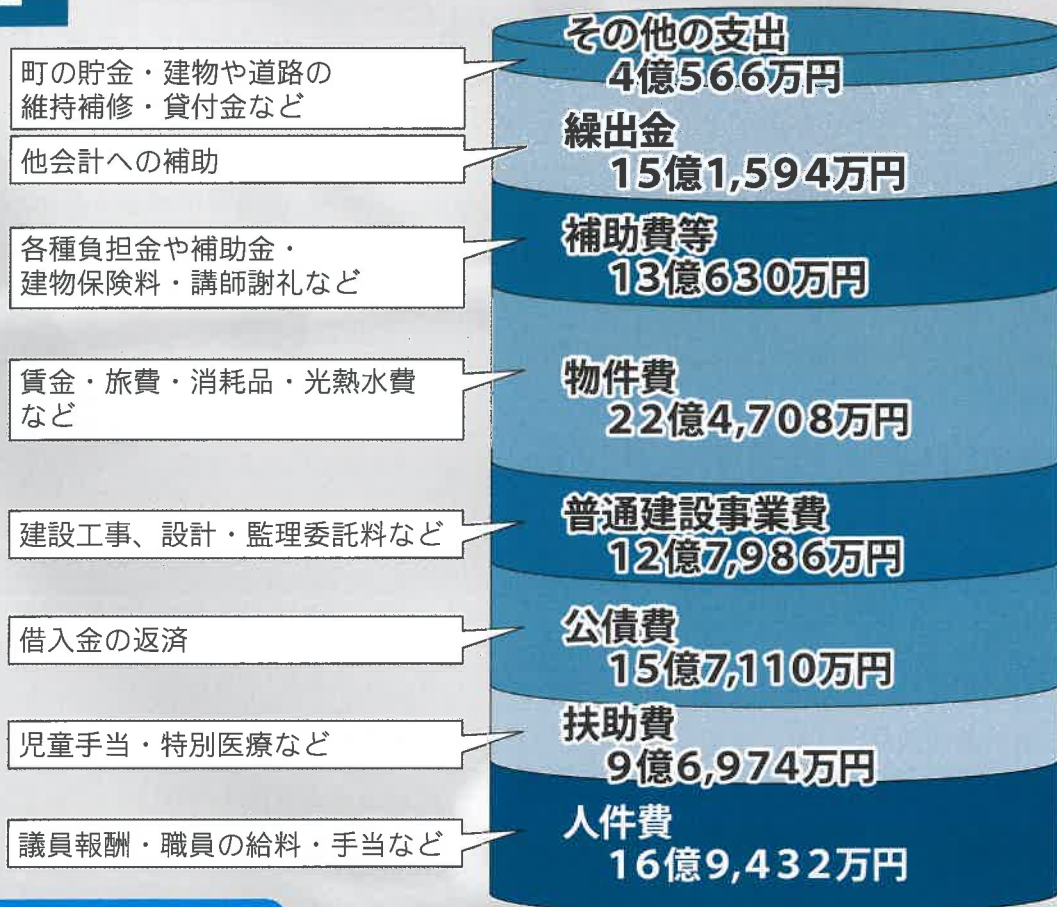 町の貯金・建物や道路の
維持補修・貸付金など
その他の支出
4億566万円
他会計への補助
繰出金
15億1,594万円
各種負担金や補助金・
建物保険料・講師謝礼など
補助費等
13億630万円
賃金・旅費・消耗品・光熱水費
など
物件費
22億4,708万円
建設工事、設計・監理委託料など
普通建設事業費
12億7,986万円
借入金の返済
公債費
15億7,110万円
児童手当・特別医療など
扶助費
9億6,974万円
議員報酬・職員の給料・手当など
人件費
16億9,432万円